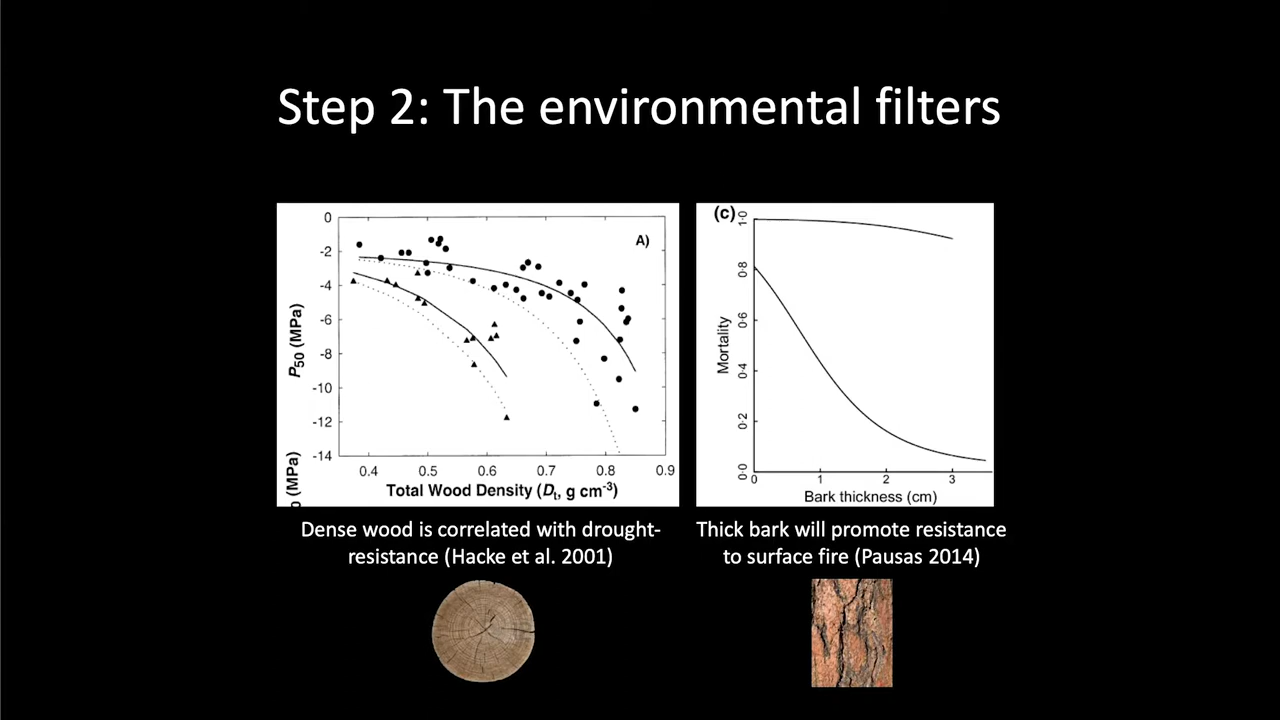 Step 2: The environmental filters
0
-2
-4
-6
-8
-10
-12
-14
P50 (MPa)
(MPa)
A)
0.4 0.5 0.6 0.7 0.8 0.9
Total Wood Density (Dt, g cm-3)
(c)
1·0
0·8
0·6
0·4
0·2
0·0
Mortality
0 1 2 3
Bark thickness (cm)
Dense wood is correlated with drought-
resistance (Hacke et al. 2001)
Thick bark will promote resistance
to surface fire (Pausas 2014)